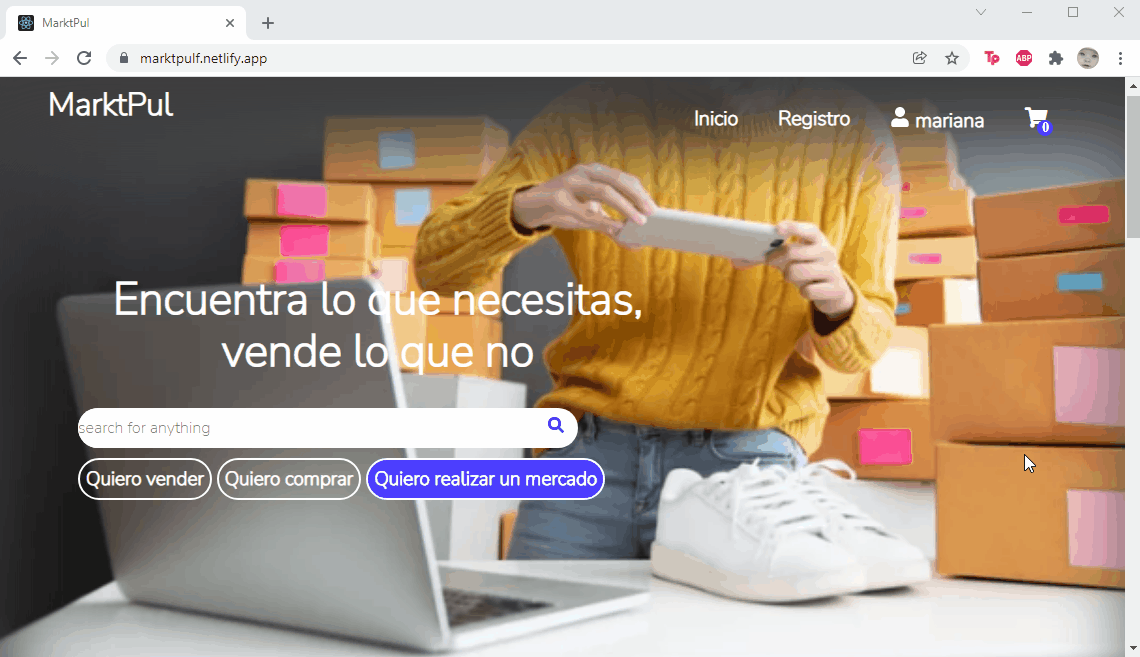 MarktPul
marktpulf.netlify.app
Tp
ABP
MarktPul
Inicio
Registro
mariana
0
Encuentra lo que necesitas,
vende lo que no
search for anything
Quiero vender
Quiero comprar
Quiero realizar un mercado